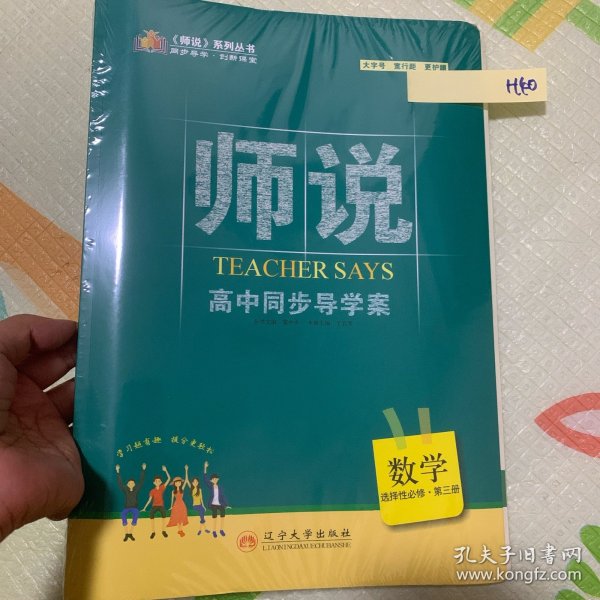 《师说》系列丛书
同步导学·创新课堂
大字号 宽行距 更护眼
H60
师说
TEACHER SAYS
高中同步导学案
学习超有趣 提分更轻松
数学
选择性必修·第三册
辽宁大学出版社
LIAONINGDAXUECHUBANSHE
孔夫子旧书网
www.kongfz.com